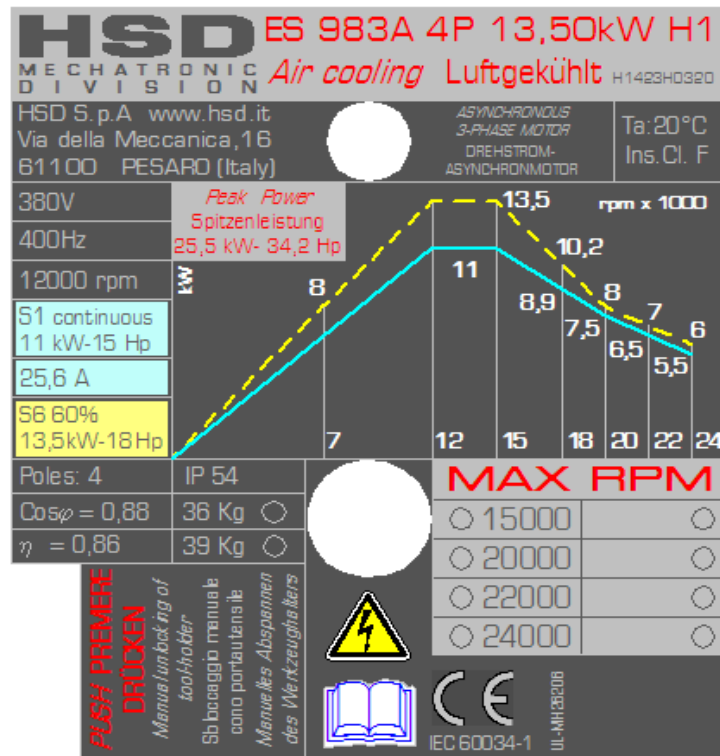 HSD
MECHATRONIC
DIVISION
ES 983A 4P 13,50kW H1
Air cooling Luftgekühlt H1423H0320
HSD S.p.A www.hsd.it
Via della Meccanica,16
61100 PESARO (Italy)
ASYNCHRONOUS
3-PHASE MOTOR
DREHSTROM-
ASYNCHRONMOTOR
Ta:20°C
Ins.Cl. F
380V
400Hz
12000 rpm
S1 continuous
11 kW-15 Hp
25,6 A
S6 60%
13,5kW-18Hp
Peak Power
Spitzenleistung
25,5 kW- 34,2 Hp
kW
rpm x 1000
13,5
10,2
8
11
8
7
6
8,9
7,5
6,5
5,5
7
12
15
18
20
22
24
Poles: 4
IP 54
Cosφ = 0,88
36 Kg
η = 0,86
39 Kg
MAX RPM
15000
20000
22000
24000
PUSH PREMERE
DRÜCKEN
Manual unlocking of
tool-holder
Sbloccaggio manuale
cono portautensile
Manuelles Abspannen
des Werkzeughalters
CE
IEC 60034-1
UL-MH26206